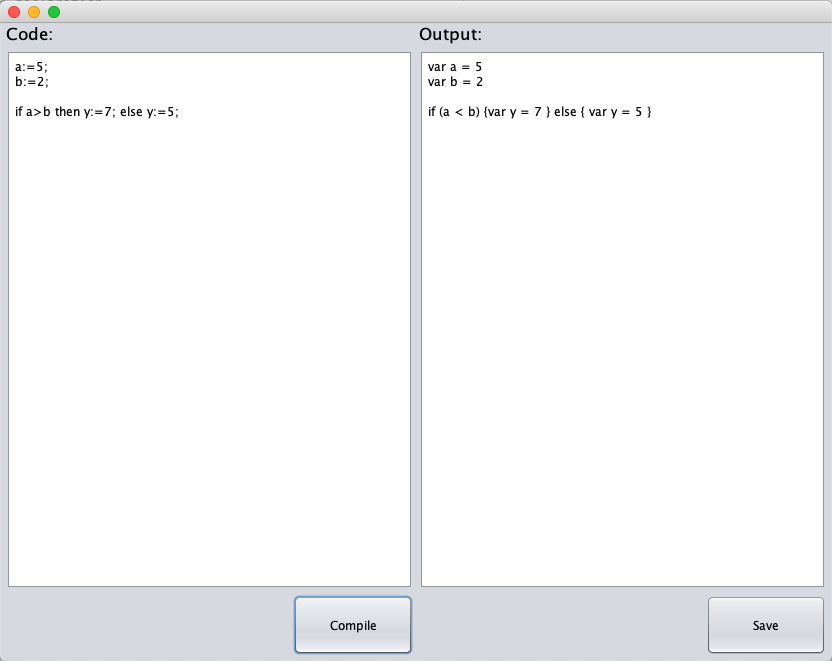 Code:
a:=5;
b:=2;
if a>b then y:=7; else y:=5;
Output:
var a = 5
var b = 2
if (a < b) {var y = 7 } else { var y = 5 }
Compile
Save